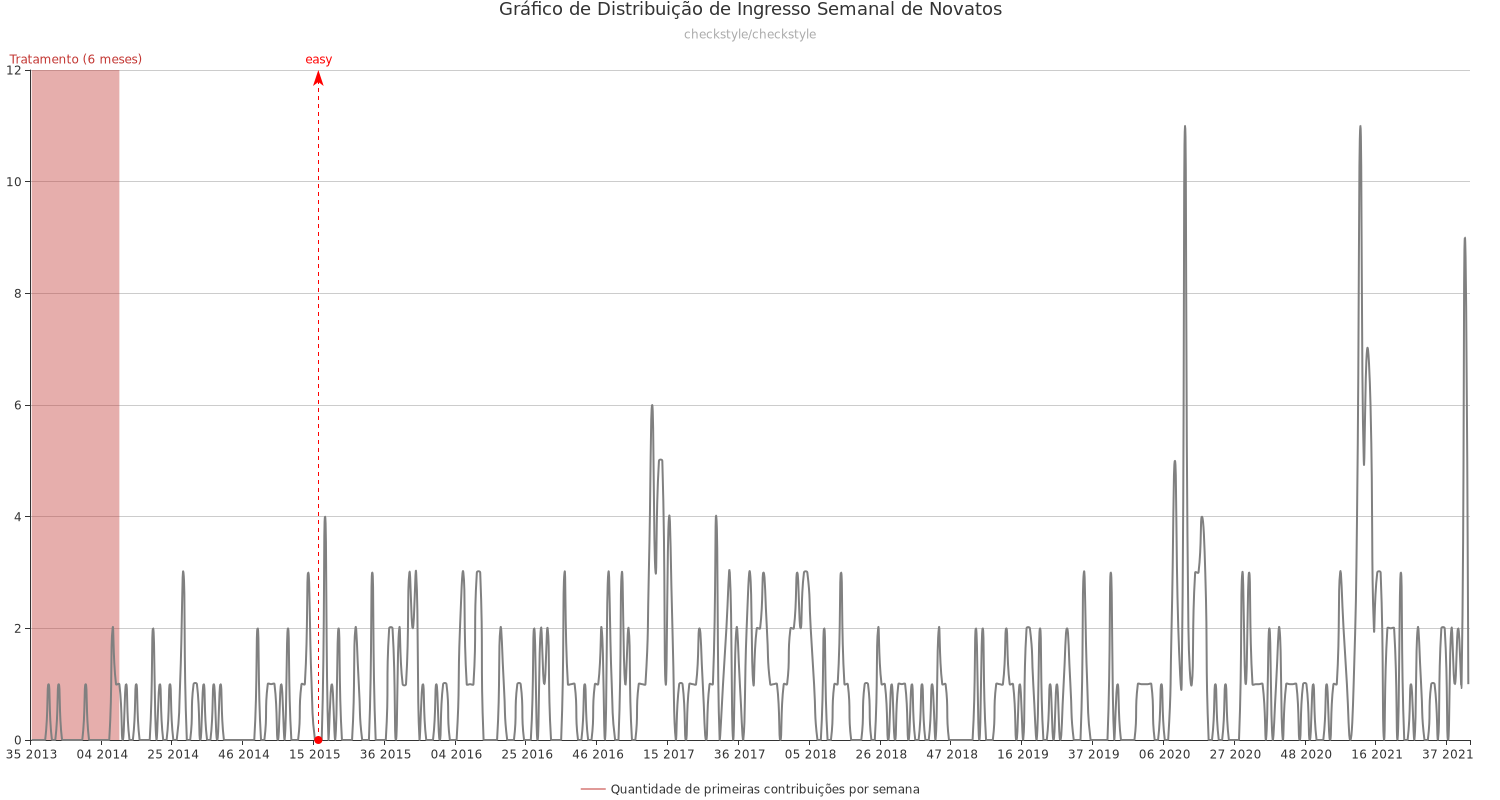 Gráfico de Distribuição de Ingresso Semanal de Novatos
checkstyle/checkstyle
Tratamento (6 meses)
easy
12
10
8
6
4
2
0
35 2013 04 2014 25 2014 46 2014 15 2015 36 2015 04 2016 25 2016 46 2016 15 2017 36 2017 05 2018 26 2018 47 2018 16 2019 37 2019 06 2020 27 2020 48 2020 16 2021 37 2021
Quantidade de primeiras contribuições por semana